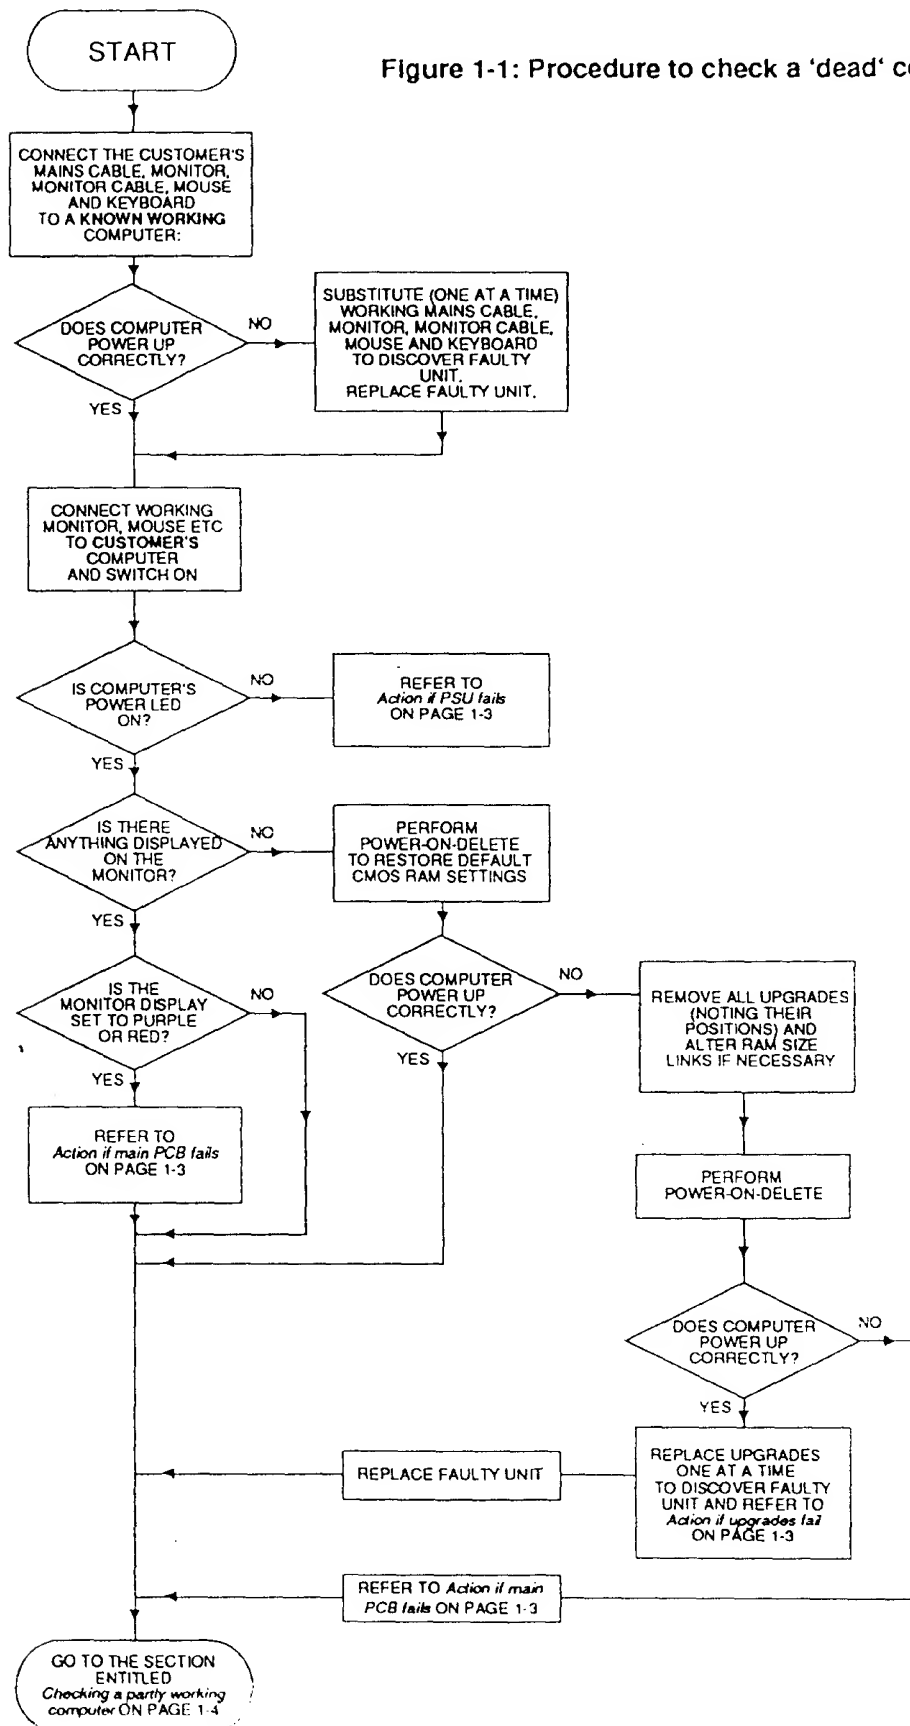 START
Figure 1-1: Procedure to check a ‘dead‘ c
CONNECT THE CUSTOMER'S
MAINS CABLE, MONITOR,
MONITOR CABLE, MOUSE
AND KEYBOARD
TO A KNOWN WORKING
COMPUTER:
DOES COMPUTER
POWER UP
CORRECTLY?
NO
YES
SUBSTITUTE (ONE AT A TIME)
WORKING MAINS CABLE,
MONITOR, MONITOR CABLE,
MOUSE AND KEYBOARD
TO DISCOVER FAULTY
UNIT.
REPLACE FAULTY UNIT.
CONNECT WORKING
MONITOR, MOUSE ETC
TO CUSTOMER'S
COMPUTER
AND SWITCH ON
IS COMPUTER'S
POWER LED
ON?
NO
YES
REFER TO
Action if PSU fails
ON PAGE 1-3
IS THERE
ANYTHING DISPLAYED
ON THE
MONITOR?
NO
YES
PERFORM
POWER-ON-DELETE
TO RESTORE DEFAULT
CMOS RAM SETTINGS
IS THE
MONITOR DISPLAY
SET TO PURPLE
OR RED?
NO
YES
DOES COMPUTER
POWER UP
CORRECTLY?
NO
YES
REMOVE ALL UPGRADES
(NOTING THEIR
POSITIONS) AND
ALTER RAM SIZE
LINKS IF NECESSARY
REFER TO
Action if main PCB fails
ON PAGE 1-3
PERFORM
POWER-ON-DELETE
DOES COMPUTER
POWER UP
CORRECTLY?
NO
YES
REPLACE UPGRADES
ONE AT A TIME
TO DISCOVER FAULTY
UNIT AND REFER TO
Action if upgrades fail
ON PAGE 1-3
REPLACE FAULTY UNIT
REFER TO Action if main
PCB fails ON PAGE 1-3
GO TO THE SECTION
ENTITLED
Checking a partly working
computer ON PAGE 1-4